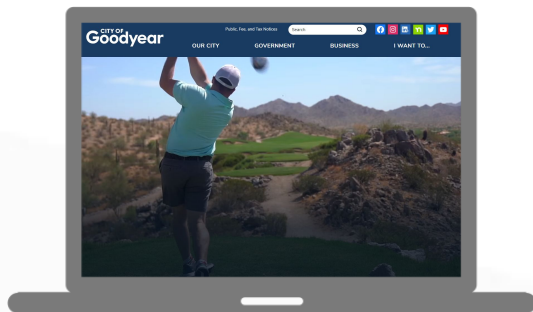 CITY OF
Goodyear
Public, Fee, and Tax Notices
Search
OUR CITY
GOVERNMENT
BUSINESS
I WANT TO...